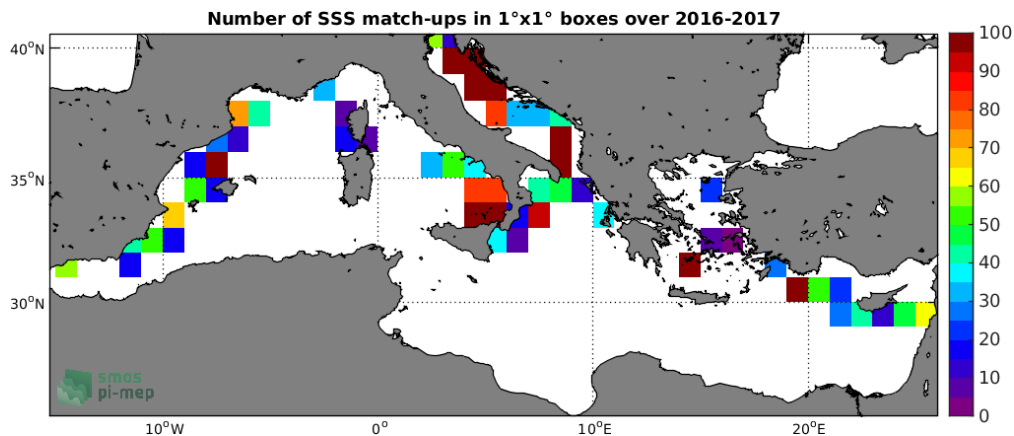 Number of SSS match-ups in 1°x1° boxes over 2016-2017
40°N
35°N
30°N
10°W
0°
10°E
20°E
100
90
80
70
60
50
40
30
20
10
0
smos
pi-mep